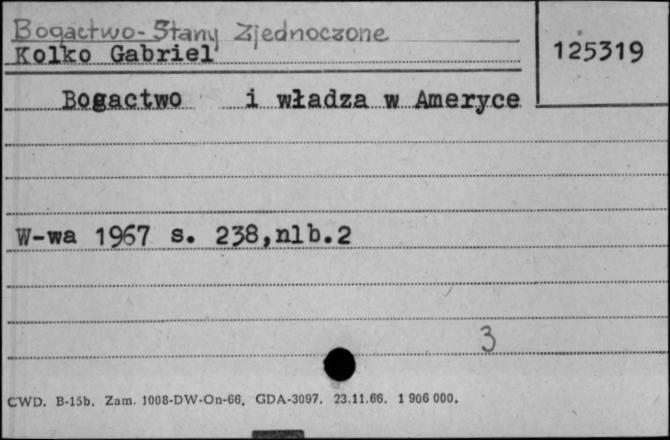 Bogactwo - Stany Zjednoczone
Kolko Gabriel
125319
Bogactwo i władza w Ameryce
W-wa 1967 s. 238,nlb.2
3
CWD. B-15b. Zam. 1008-DW-On-66. GDA-3097. 23.11.66. 1 906 000.